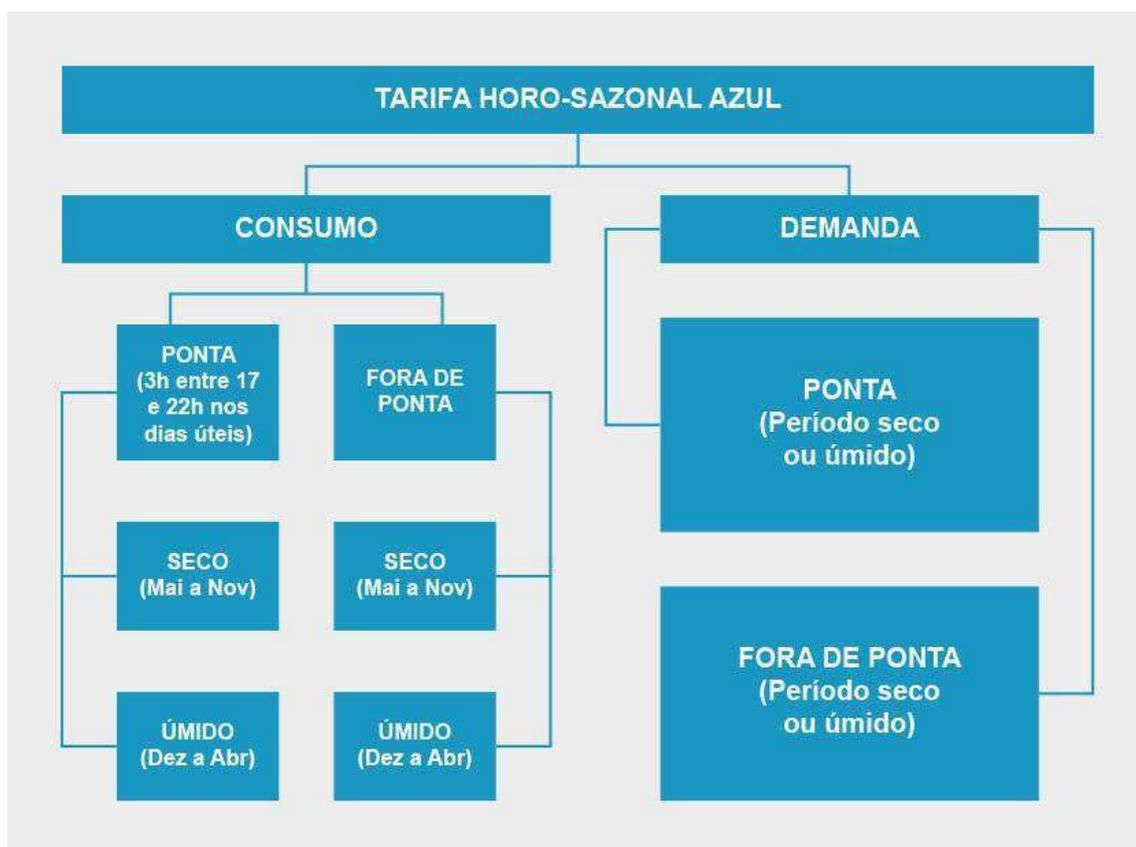 TARIFA HORO-SAZONAL AZUL
CONSUMO
PONTA
(3h entre 17
e 22h nos
dias úteis)
FORA DE
PONTA
SECO
(Mai a Nov)
SECO
(Mai a Nov)
ÚMIDO
(Dez a Abr)
ÚMIDO
(Dez a Abr)
DEMANDA
PONTA
(Período seco
ou úmido)
FORA DE PONTA
(Período seco
ou úmido)